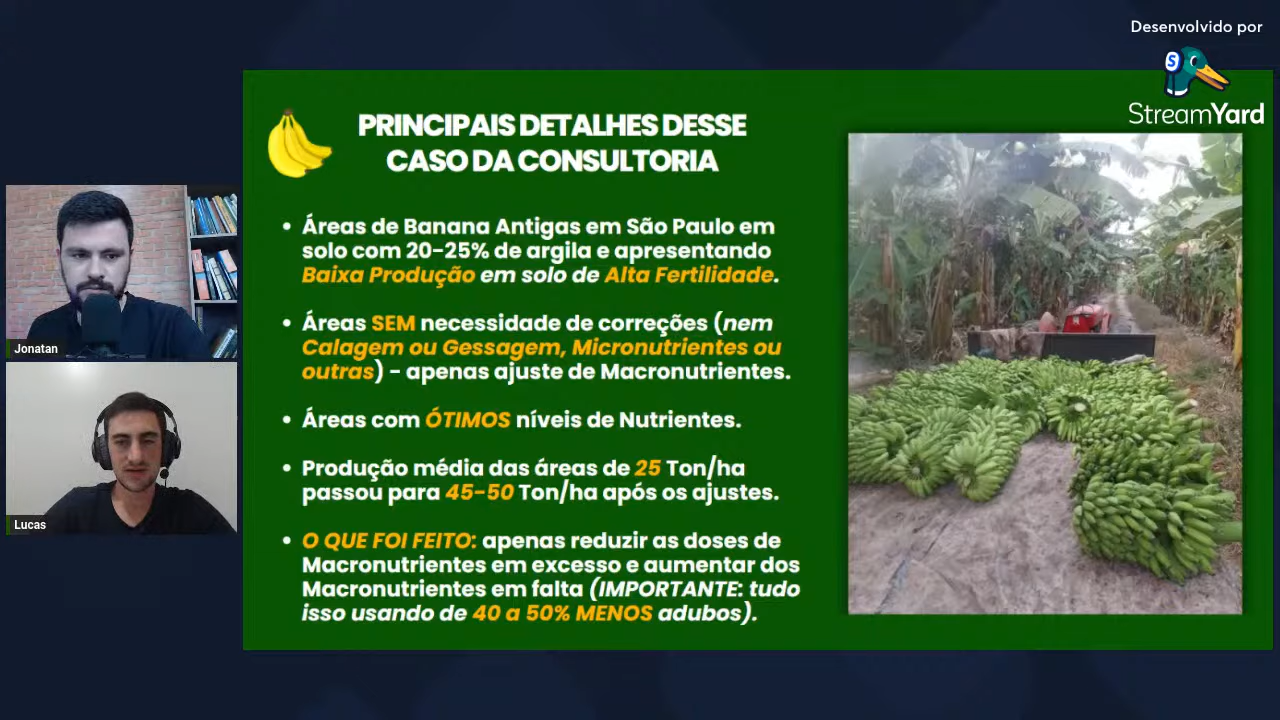 Desenvolvido por
StreamYard
PRINCIPAIS DETALHES DESSE
CASO DA CONSULTORIA
• Áreas de Banana Antigas em São Paulo em
solo com 20-25% de argila e apresentando
Baixa Produção em solo de Alta Fertilidade.
• Áreas SEM necessidade de correções (nem
Calagem ou Gessagem, Micronutrientes ou
outras) - apenas ajuste de Macronutrientes.
• Áreas com ÓTIMOS níveis de Nutrientes.
• Produção média das áreas de 25 Ton/ha
passou para 45-50 Ton/ha após os ajustes.
• O QUE FOI FEITO: apenas reduzir as doses de
Macronutrientes em excesso e aumentar dos
Macronutrientes em falta (IMPORTANTE: tudo
isso usando de 40 a 50% MENOS adubos).
Jonatan
Lucas